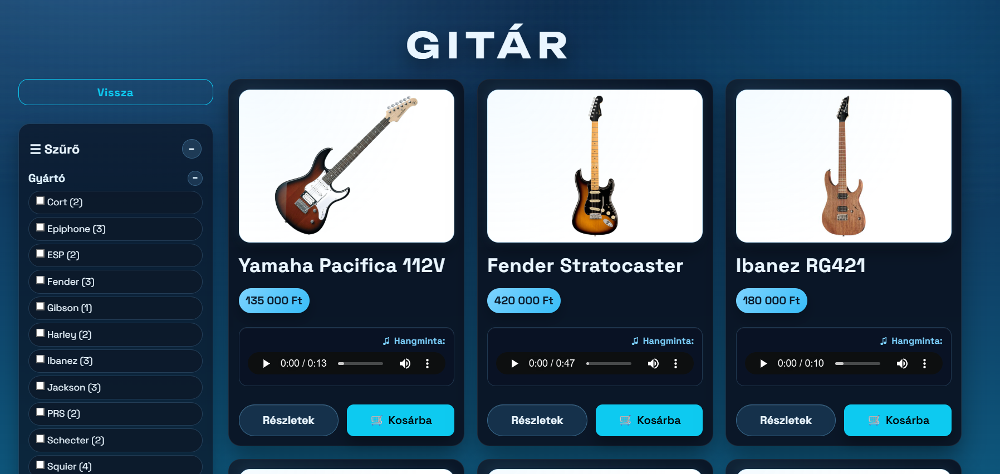 GITÁR
Vissza
☰ Szűrő
−
Gyártó
−
Cort (2)
Epiphone (3)
ESP (2)
Fender (3)
Gibson (1)
Harley (2)
Ibanez (3)
Jackson (3)
PRS (2)
Schecter (2)
Squier (4)
Yamaha Pacifica 112V
135 000 Ft
♫ Hangminta:
0:00 / 0:13
Részletek
🛒 Kosárba
Fender Stratocaster
420 000 Ft
♫ Hangminta:
0:00 / 0:47
Részletek
🛒 Kosárba
Ibanez RG421
180 000 Ft
♫ Hangminta:
0:00 / 0:10
Részletek
🛒 Kosárba